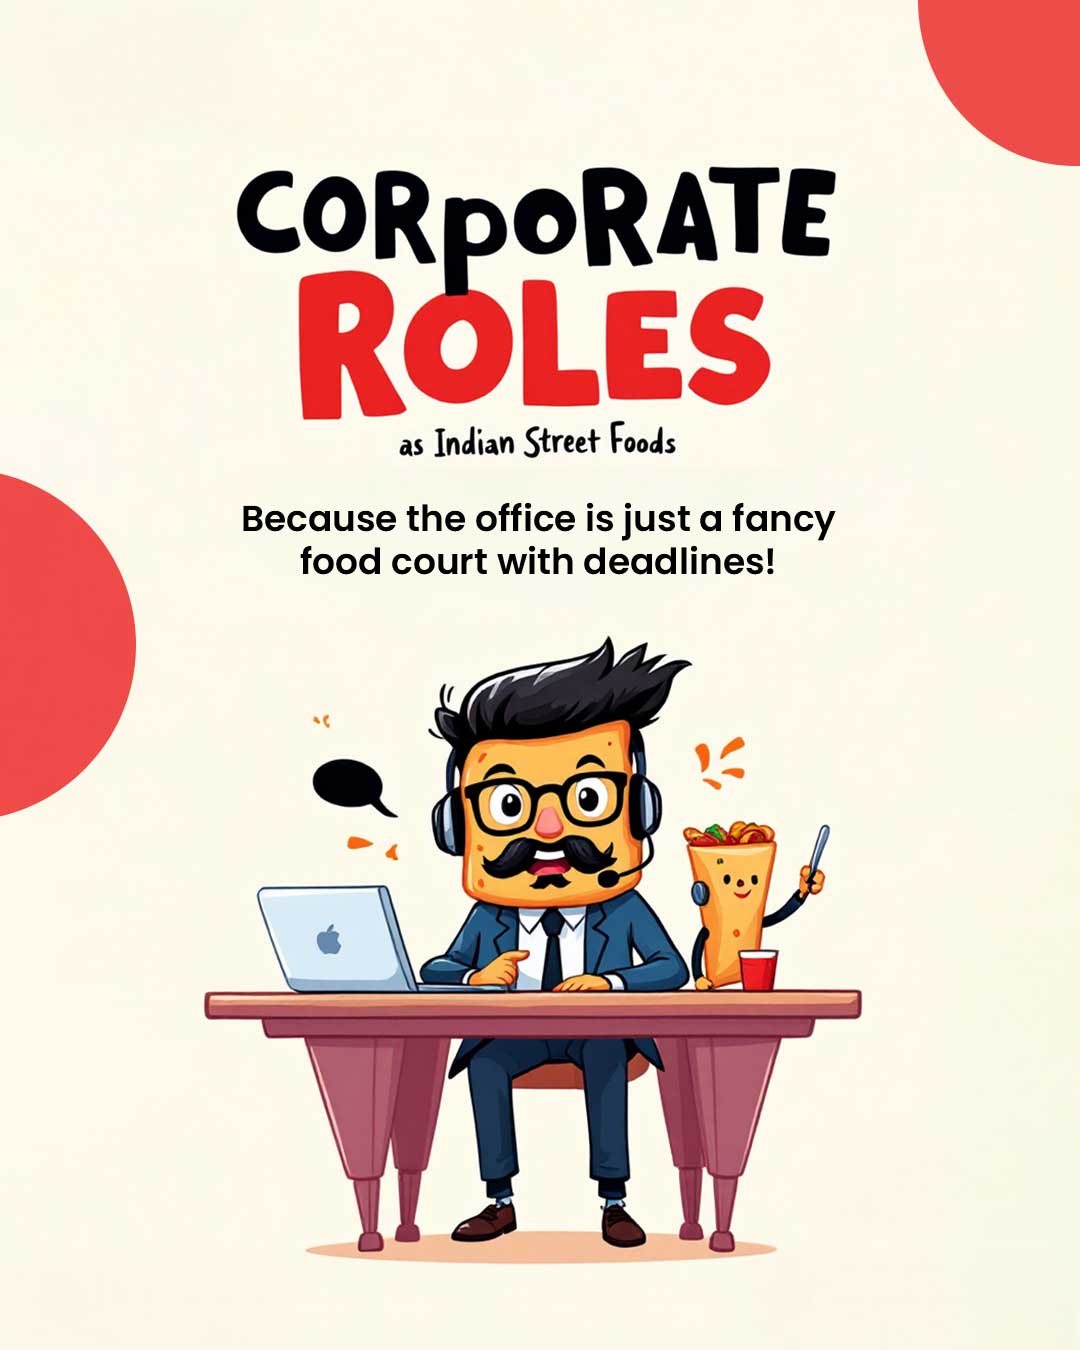 CORpoRATE
ROLES
as Indian Street Foods
Because the office is just a fancy
food court with deadlines!